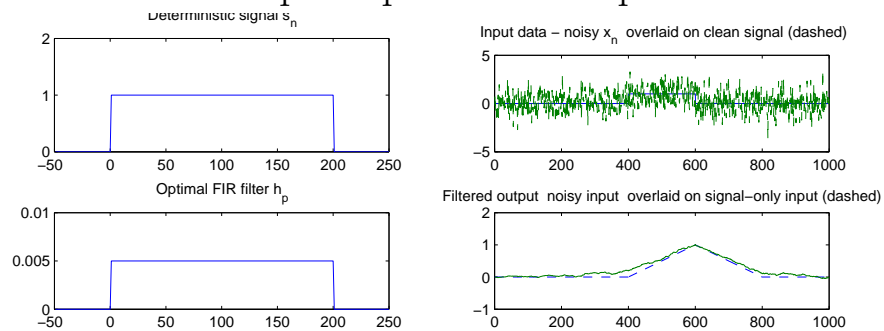 Deterministic signal s_n
2
1
0
−50 0 50 100 150 200 250
Input data − noisy x_n overlaid on clean signal (dashed)
5
0
−5
0 200 400 600 800 1000
Optimal FIR filter h_p
0.01
0.005
0
−50 0 50 100 150 200 250
Filtered output noisy input overlaid on signal−only input (dashed)
2
1
0
−1
0 200 400 600 800 1000